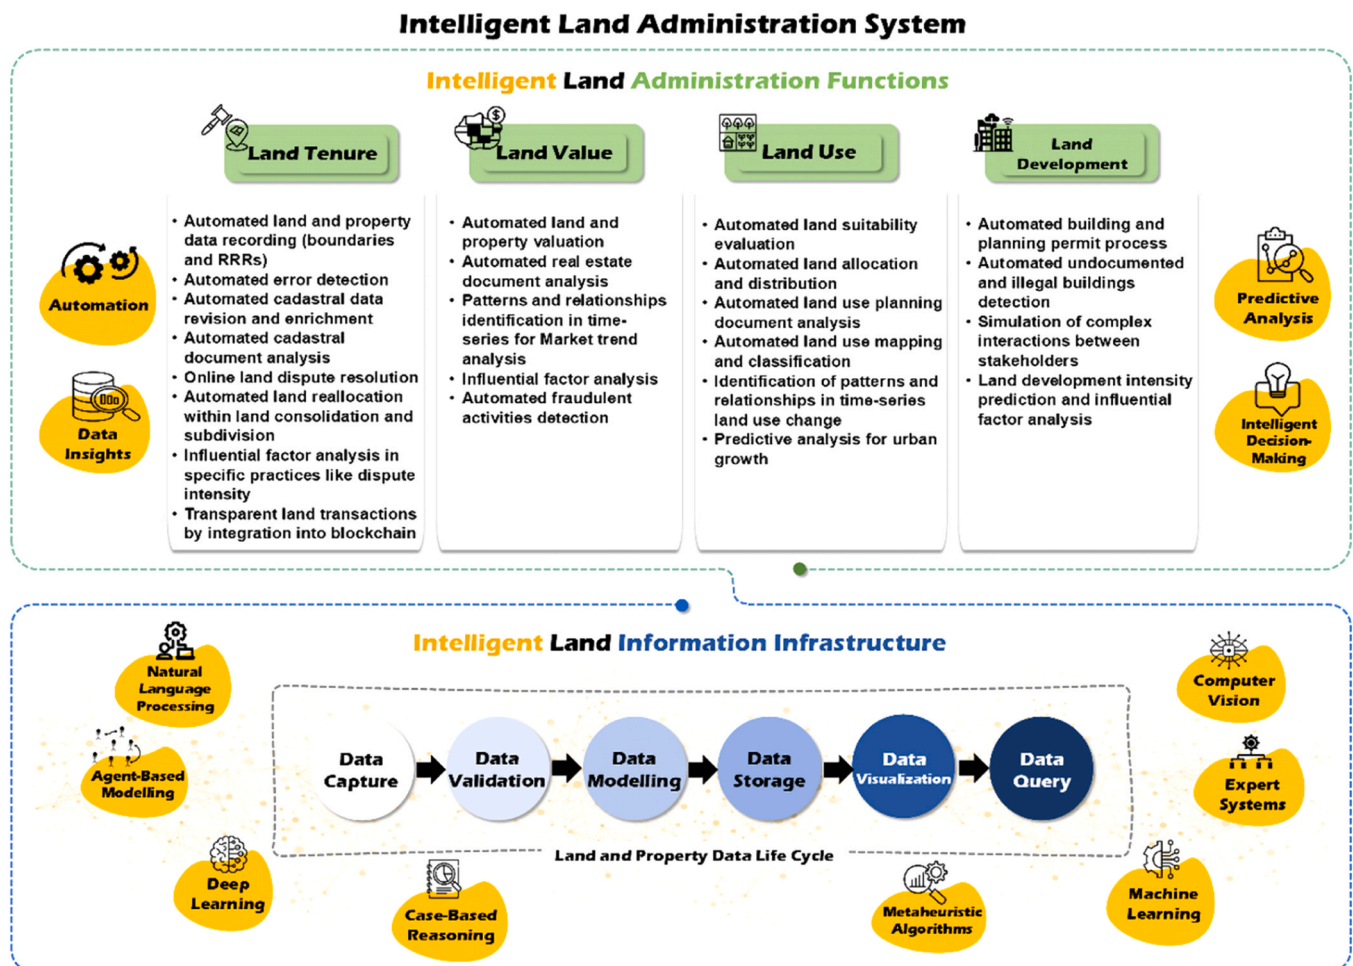 Intelligent Land Administration System
Intelligent Land Administration Functions
Automation
Data
Insights
Land Tenure
• Automated land and property
data recording (boundaries
and RRRs)
• Automated error detection
• Automated cadastral data
revision and enrichment
• Automated cadastral
document analysis
• Online land dispute resolution
• Automated land reallocation
within land consolidation and
subdivision
• Influential factor analysis in
specific practices like dispute
intensity
• Transparent land transactions
by integration into blockchain
$
Land Value
• Automated land and
property valuation
• Automated real estate
document analysis
• Patterns and relationships
identification in time-
series for Market trend
analysis
• Influential factor analysis
• Automated fraudulent
activities detection
Land Use
• Automated land suitability
evaluation
• Automated land allocation
and distribution
• Automated land use planning
document analysis
• Automated land use mapping
and classification
• Identification of patterns and
relationships in time-series
land use change
• Predictive analysis for urban
growth
Land
Development
• Automated building and
planning permit process
• Automated undocumented
and illegal buildings
detection
• Simulation of complex
interactions between
stakeholders
• Land development intensity
prediction and influential
factor analysis
Predictive
Analysis
Intelligent
Decision-
Making
Intelligent Land Information Infrastructure
Natural
Language
Processing
Agent-Based
Modelling
Deep
Learning
Case-Based
Reasoning
Data
Capture
Data
Validation
Data
Modelling
Data
Storage
Data
Visualization
Data
Query
Land and Property Data Life Cycle
Computer
Vision
Expert
Systems
Machine
Learning
Metaheuristic
Algorithms